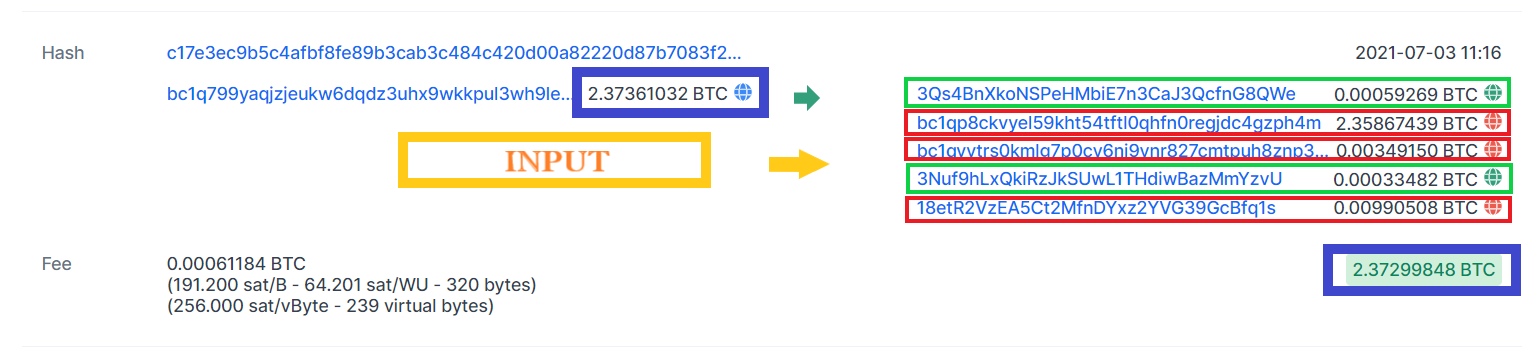 Hash c17e3ec9b5c4afbf8fe89b3cab3c484c420d00a82220d87b7083f2... 2021-07-03 11:16
bc1q799yaqjzjeukw6dqdz3uhx9wkkpul3wh9le... 2.37361032 BTC
3Qs4BnXkoNSPeHMbiE7n3CaJ3QcfnG8QWe 0.00059269 BTC
bc1qp8ckvyel59kht54tftl0qhfn0regjdc4gzph4m 2.35867439 BTC
INPUT
bc1qvvtrs0kmlg7p0cv6nj9vnr827cmtpuh8znp3... 0.00349150 BTC
3Nuf9hLxQkiRzJkSUwL1THdiwBazMmYzvU 0.00033482 BTC
18etR2VzEA5Ct2MfnDYxz2YVG39GcBfq1s 0.00990508 BTC
Fee 0.00061184 BTC
2.37299848 BTC
(191.200 sat/B - 64.201 sat/WU - 320 bytes)
(256.000 sat/vByte - 239 virtual bytes)